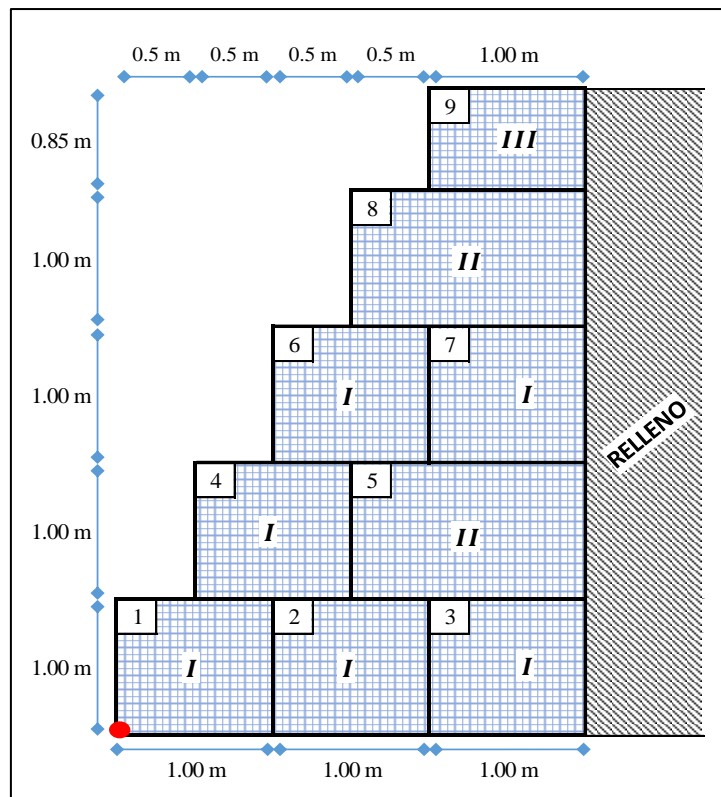 0.5 m 0.5 m 0.5 m 0.5 m 1.00 m
9
0.85 m
III
8
1.00 m
II
6 7
1.00 m
I I
RELLENO
4 5
1.00 m
I II
1 2 3
1.00 m
I I I
1.00 m 1.00 m 1.00 m